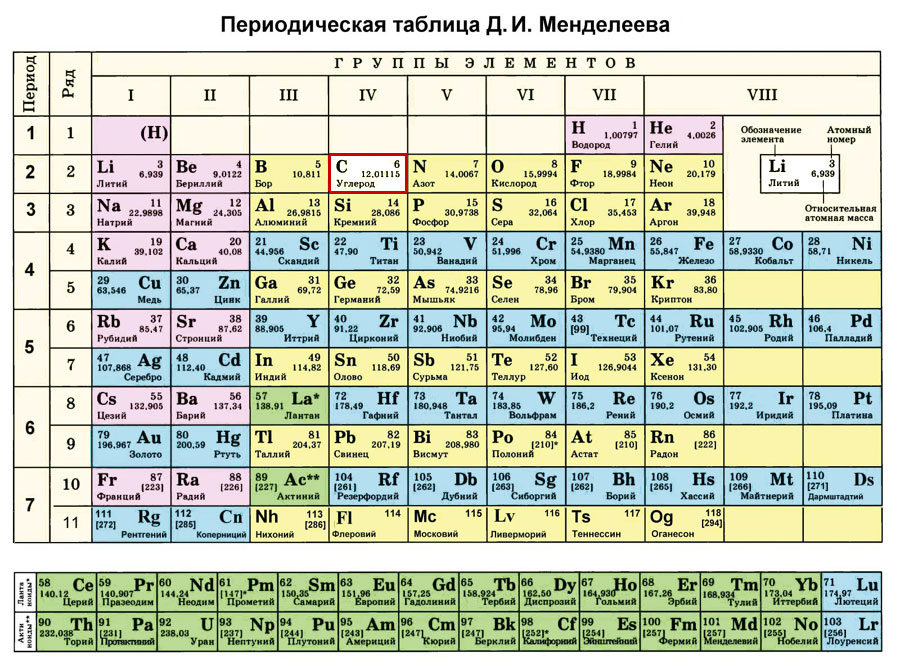 Периодическая таблица Д. И. Менделеева
Период Ряд ГРУППЫ ЭЛЕМЕНТОВ
I II III IV V VI VII VIII
1 1 (H) H 1 He 2
1,00797 4,0026
Водород Гелий
Обозначение элемента Атомный номер
Li 3
Литий 6,939
Относительная атомная масса
2 2 Li 3 Be 4 B 5 C 6 N 7 O 8 F 9 Ne 10
6,939 9,0122 10,811 12,01115 14,0067 15,9994 18,9984 20,179
Литий Бериллий Бор Углерод Азот Кислород Фтор Неон
3 3 Na 11 Mg 12 Al 13 Si 14 P 15 S 16 Cl 17 Ar 18
22,9898 24,305 26,9815 28,086 30,9738 32,064 35,453 39,948
Натрий Магний Алюминий Кремний Фосфор Сера Хлор Аргон
4 4 K 19 Ca 20 21 Sc 22 Ti 23 V 24 Cr 25 Mn 26 Fe 27 Co 28 Ni
39,102 40,08 44,956 47,90 50,942 51,996 54,9380 55,847 58,9330 58,71
Калий Кальций Скандий Титан Ванадий Хром Марганец Железо Кобальт Никель
5 29 Cu 30 Zn Ga 31 Ge 32 As 33 Se 34 Br 35 Kr 36
63,546 65,37 69,72 72,59 74,9216 78,96 79,904 83,80
Медь Цинк Галлий Германий Мышьяк Селен Бром Криптон
5 6 Rb 37 Sr 38 39 Y 40 Zr 41 Nb 42 Mo 43 Tc 44 Ru 45 Rh 46 Pd
85,47 87,62 88,905 91,22 92,906 95,94 [99] 101,07 102,905 106,4
Рубидий Стронций Иттрий Цирконий Ниобий Молибден Технеций Рутений Родий Палладий
7 47 Ag 48 Cd In 49 Sn 50 Sb 51 Te 52 I 53 Xe 54
107,868 112,40 114,82 118,69 121,75 127,60 126,9044 131,30
Серебро Кадмий Индий Олово Сурьма Теллур Иод Ксенон
6 8 Cs 55 Ba 56 57 La* 72 Hf 73 Ta 74 W 75 Re 76 Os 77 Ir 78 Pt
132,905 137,34 138,91 178,49 180,948 183,85 186,2 190,2 192,2 195,09
Цезий Барий Лантан Гафний Тантал Вольфрам Рений Осмий Иридий Платина
9 79 Au 80 Hg Tl 81 Pb 82 Bi 83 Po 84 At 85 Rn 86
196,967 200,59 204,37 207,19 208,980 [210]* [210] [222]
Золото Ртуть Таллий Свинец Висмут Полоний Астат Радон
7 10 Fr 87 Ra 88 89 Ac** 104 Rf 105 Db 106 Sg 107 Bh 108 Hs 109 Mt 110 Ds
[223] [226] [227] [261] [262] [263] [262] [265] [266] [271]
Франций Радий Актиний Резерфордий Дубний Сиборгий Борий Хассий Майтнерий Дармштадтий
11 111 Rg 112 Cn Nh 113 Fl 114 Mc 115 Lv 116 Ts 117 Og 118
[272] [285] [286] [294]
Рентгений Коперниций Нихоний Флеровий Московий Ливерморий Теннессин Оганесон
Лантаноиды* 58 Ce 59 Pr 60 Nd 61 Pm 62 Sm 63 Eu 64 Gd 65 Tb 66 Dy 67 Ho 68 Er 69 Tm 70 Yb 71 Lu
140.12 140,907 144,24 [147]* 150,35 151,96 157,25 158,924 162,50 164,930 167,26 168,934 173,04 174,97
Церий Празеодим Неодим Прометий Самарий Европий Гадолиний Тербий Диспрозий Гольмий Эрбий Тулий Иттербий Лютеций
Актиноиды** 90 Th 91 Pa 92 U 93 Np 94 Pu 95 Am 96 Cm 97 Bk 98 Cf 99 Es 100 Fm 101 Md 102 No 103 Lr
232,038 [231] 238,03 [237] [244] [243] [247] [247] [252]* [254] [257] [257] [255] [256]
Торий Протактиний Уран Нептуний Плутоний Америций Кюрий Берклий Калифорний Эйнштейний Фермий Менделевий Нобелий Лоуренсий